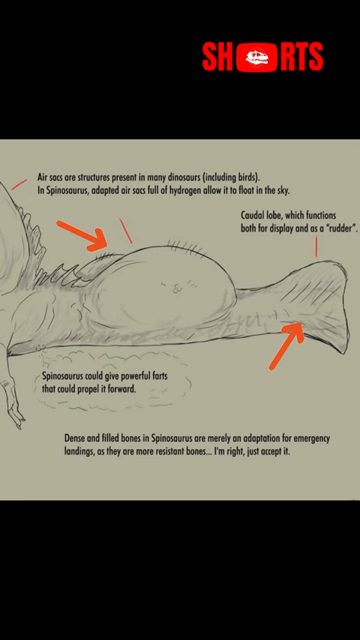 SHORTS
Air sacs are structures present in many dinosaurs (including birds).
In Spinosaurus, adapted air sacs full of hydrogen allow it to float in the sky.
Caudal lobe, which functions
both for display and as a "rudder".
Spinosaurus could give powerful farts
that could propel it forward.
Dense and filled bones in Spinosaurus are merely an adaptation for emergency
landings, as they are more resistant bones... I'm right, just accept it.